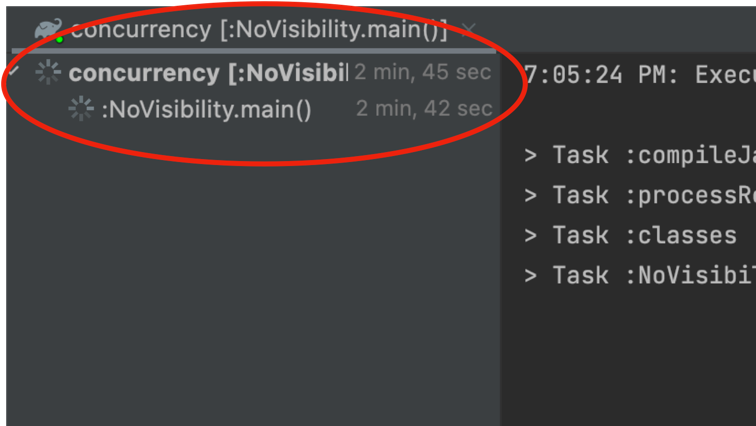 concurrency [:NoVisibility.main()]
concurrency [:NoVisibil 2 min, 45 sec
:NoVisibility.main() 2 min, 42 sec
7:05:24 PM: Execu
> Task :compileJa
> Task :processRe
> Task :classes
> Task :NoVisibil